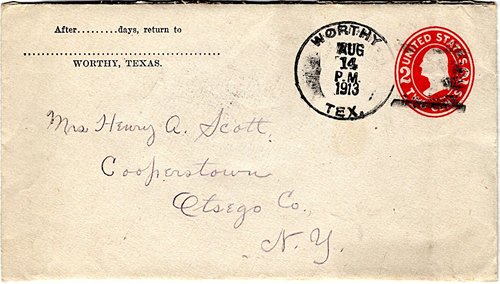 After.........days, return to
WORTHY, TEXAS.
WORTHY
AUG
14
P.M.
1913
TEX.
UNITED STATES
2
2
Mrs Henry A. Scott,
Cooperstown
Otsego Co.,
N.Y.